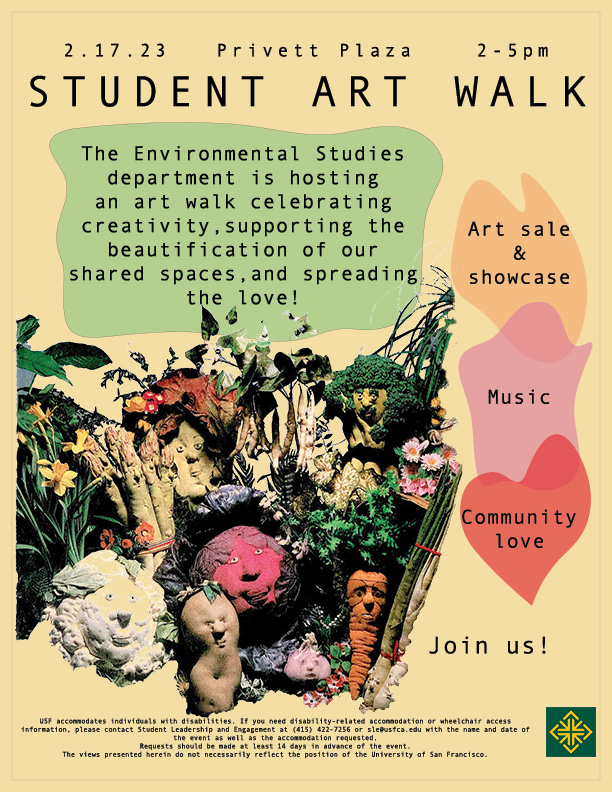 2.17.23 Privett Plaza 2-5pm
STUDENT ART WALK
The Environmental Studies
department is hosting
an art walk celebrating
creativity,supporting the
beautification of our
shared spaces,and spreading
the love!
Art sale
&
showcase
Music
Community
love
Join us!
USF accommodates individuals with disabilities. If you need disability-related accommodation or wheelchair access
information, please contact Student Leadership and Engagement at (415) 422-7256 or sle@usfca.edu with the name and date of
the event as well as the accommodation requested.
Requests should be made at least 14 days in advance of the event.
The views presented herein do not necessarily reflect the position of the University of San Francisco.